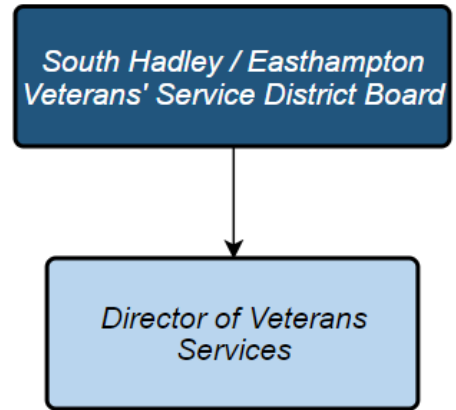 South Hadley / Easthampton
Veterans' Service District Board
Director of Veterans
Services